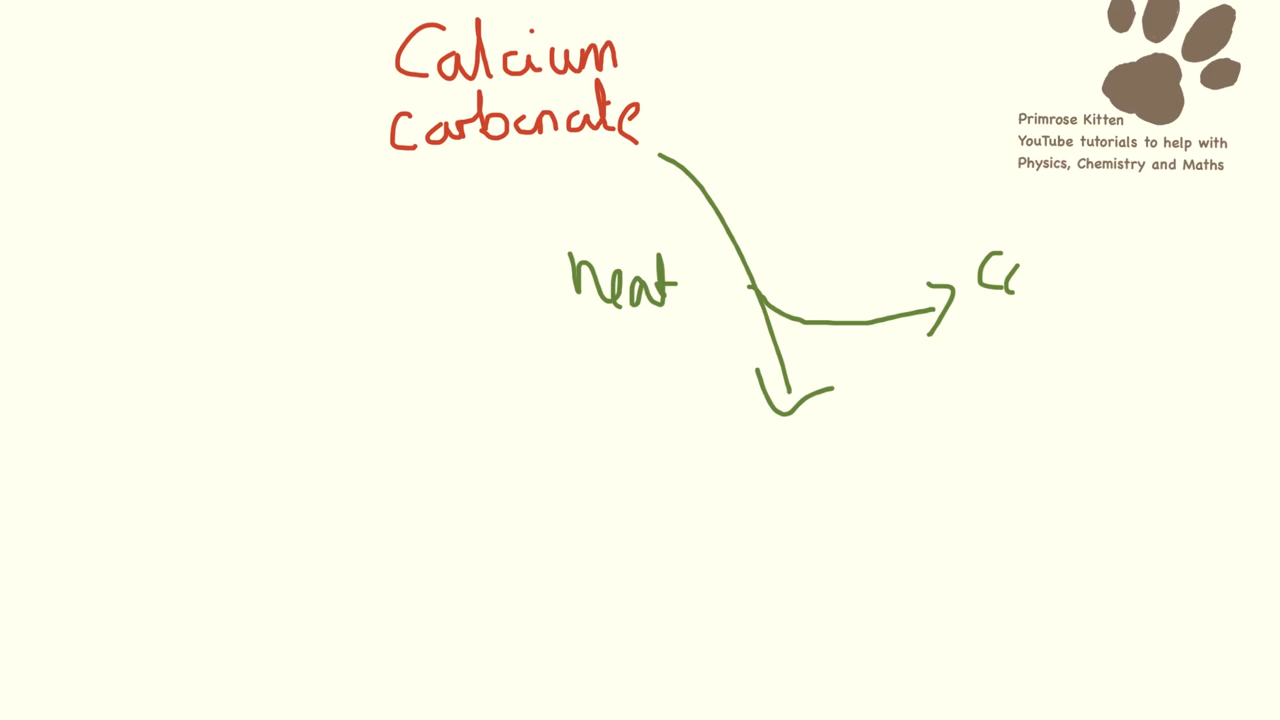 Calcium
carbonate
Primrose Kitten
YouTube tutorials to help with
Physics, Chemistry and Maths
heat